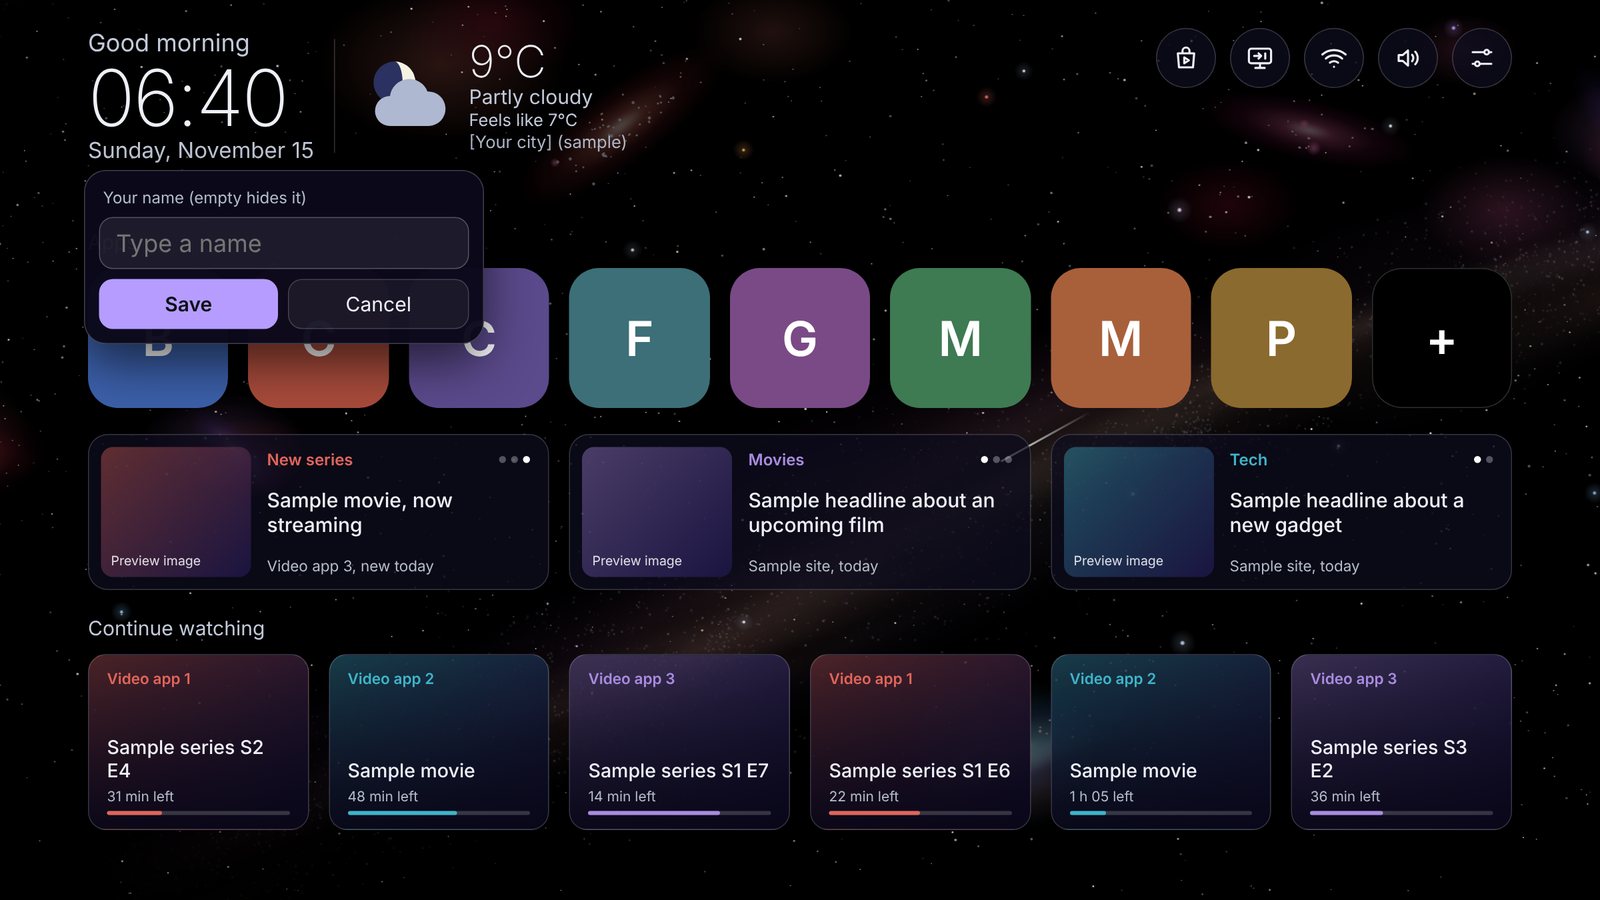 Good morning
06:40
Sunday, November 15
9°C
Partly cloudy
Feels like 7°C
[Your city] (sample)
Your name (empty hides it)
Type a name
Save
Cancel
B
C
C
F
G
M
M
P
+
New series
Sample movie, now
streaming
Video app 3, new today
Preview image
Movies
Sample headline about an
upcoming film
Sample site, today
Preview image
Tech
Sample headline about a
new gadget
Sample site, today
Preview image
Continue watching
Video app 1
Sample series S2
E4
31 min left
Video app 2
Sample movie
48 min left
Video app 3
Sample series S1 E7
14 min left
Video app 1
Sample series S1 E6
22 min left
Video app 2
Sample movie
1 h 05 left
Video app 3
Sample series S3
E2
36 min left